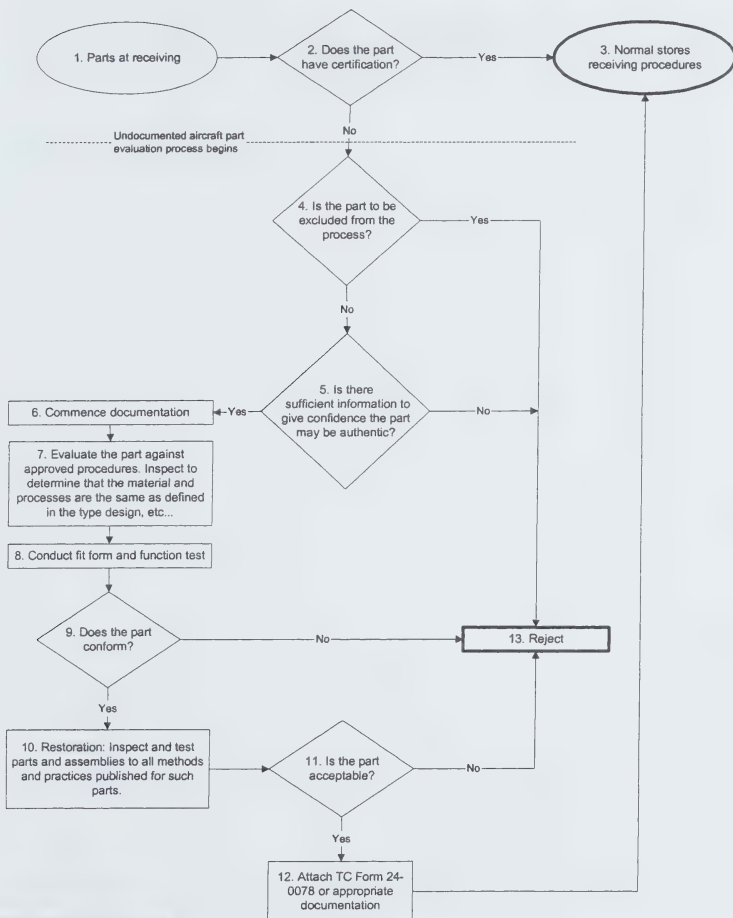 1. Parts at receiving
2. Does the part
have certification?
Yes
3. Normal stores
receiving procedures
No
Undocumented aircraft part
evaluation process begins
4. Is the part to be
excluded from the
process?
Yes
No
5. Is there
sufficient information to
give confidence the part
may be authentic?
Yes
No
6. Commence documentation
7. Evaluate the part against
approved procedures. Inspect to
determine that the material and
processes are the same as defined
in the type design, etc...
8. Conduct fit form and function test
9. Does the part
conform?
No
13. Reject
Yes
10. Restoration: Inspect and test
parts and assemblies to all methods
and practices published for such
parts.
11. Is the part
acceptable?
No
Yes
12. Attach TC Form 24-
0078 or appropriate
documentation